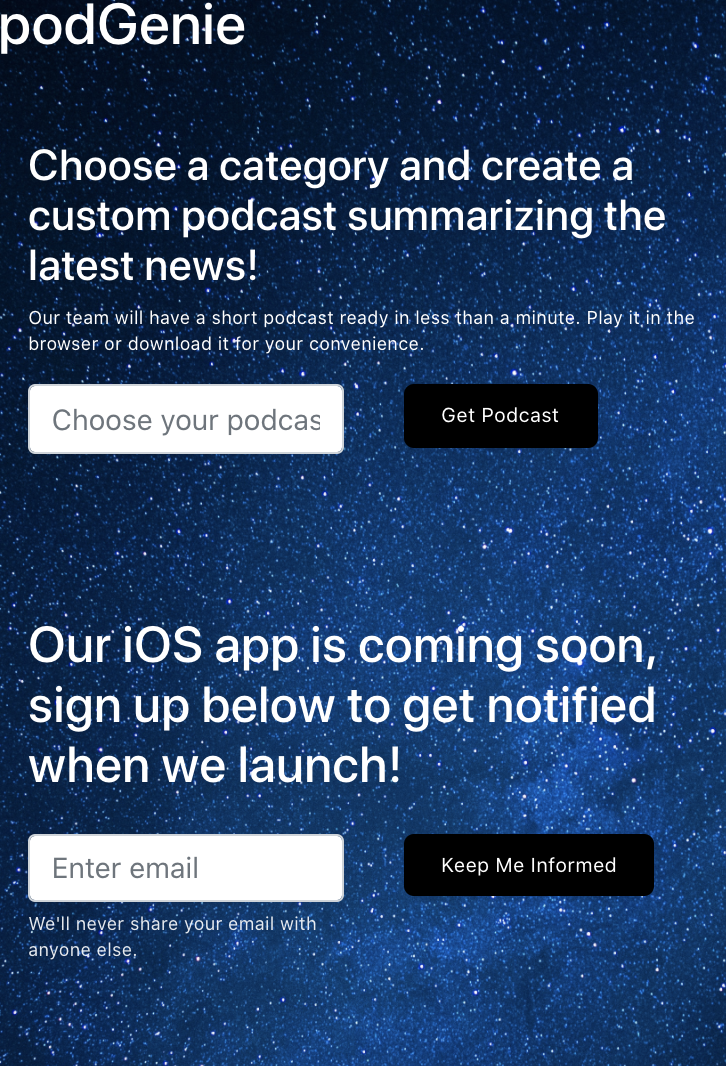 podGenie
Choose a category and create a
custom podcast summarizing the
latest news!
Our team will have a short podcast ready in less than a minute. Play it in the
browser or download it for your convenience.
Choose your podcas
Get Podcast
Our iOS app is coming soon,
sign up below to get notified
when we launch!
Enter email
Keep Me Informed
We'll never share your email with
anyone else.